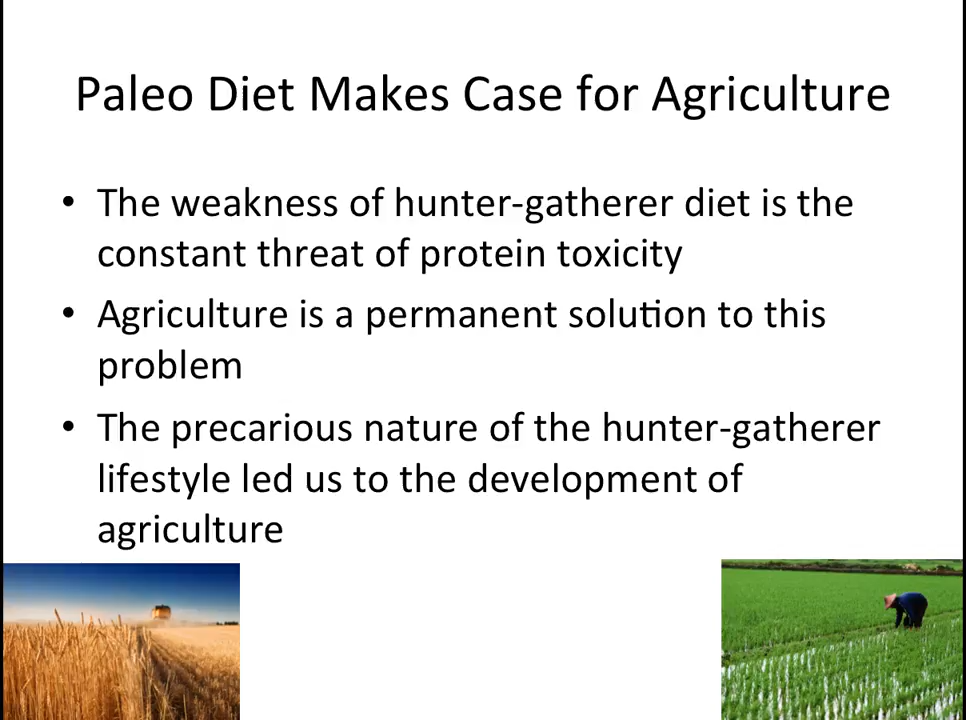 Paleo Diet Makes Case for Agriculture
• The weakness of hunter-gatherer diet is the
constant threat of protein toxicity
• Agriculture is a permanent solution to this
problem
• The precarious nature of the hunter-gatherer
lifestyle led us to the development of
agriculture